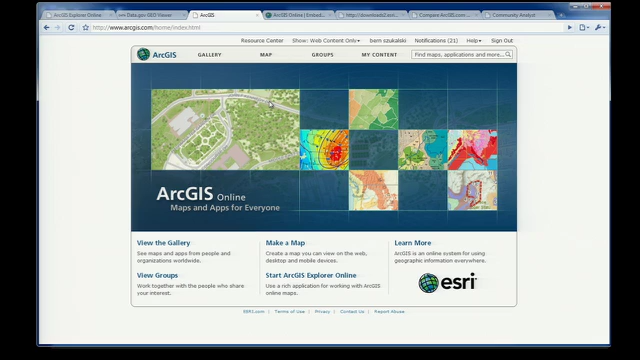 ArcGIS Explorer Online
Data.gov GEO Viewer
ArcGIS
ArcGIS Online | Embed
http://downloads2.esri.
Compare ArcGIS.com
Community Analyst
http://www.arcgis.com/home/index.html
Resource Center
Show: Web Content Only
bern szukalski
Notifications (21)
Help
Sign Out
ArcGIS
GALLERY
MAP
GROUPS
MY CONTENT
Find maps, applications and more...
ArcGIS Online
Maps and Apps for Everyone
View the Gallery
See maps and apps from people and
organizations worldwide.
View Groups
Work together with the people who share
your interest.
Make a Map
Create a map you can view on the web,
desktop and mobile devices.
Start ArcGIS Explorer Online
Use a rich application for working with ArcGIS
online maps.
Learn More
ArcGIS is an online system for using
geographic information everywhere.
esri
ESRI.com
Terms of Use
Privacy
Contact Us
Report Abuse